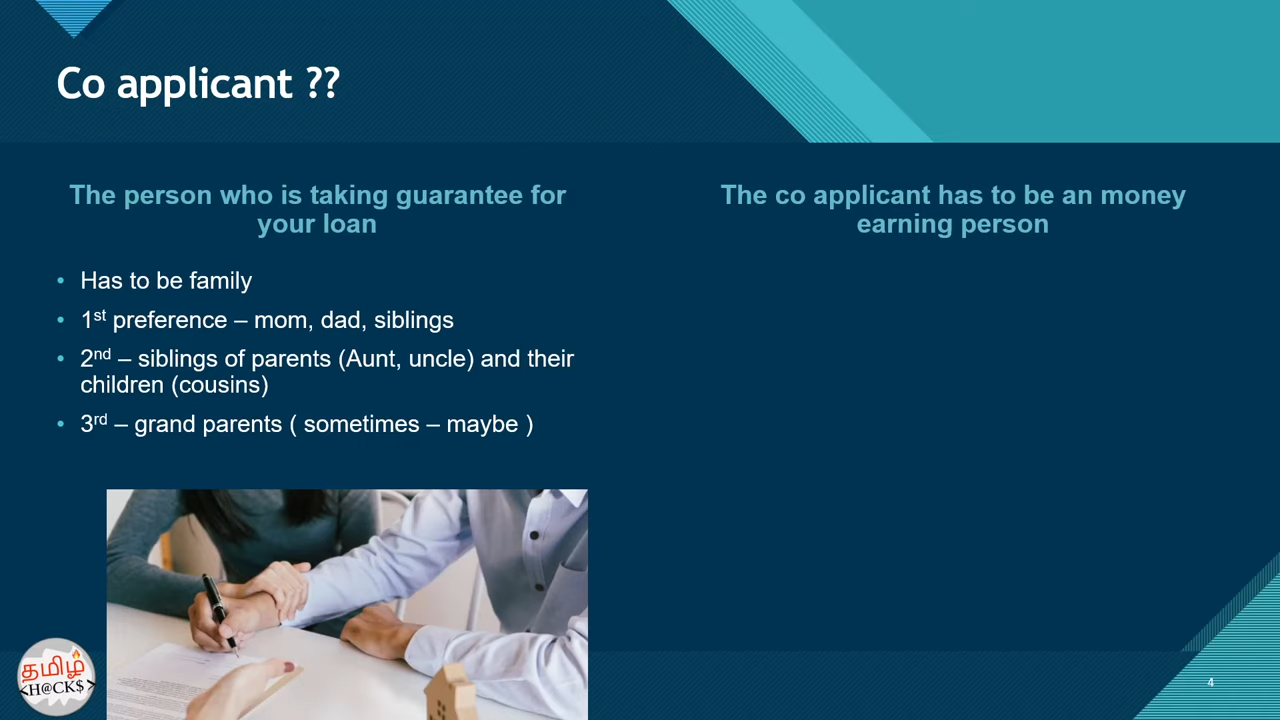 Co applicant ??
The person who is taking guarantee for
your loan
• Has to be family
• 1st preference – mom, dad, siblings
• 2nd – siblings of parents (Aunt, uncle) and their
children (cousins)
• 3rd – grand parents ( sometimes – maybe )
The co applicant has to be an money
earning person
தமிழ்
<H@CK$>
4